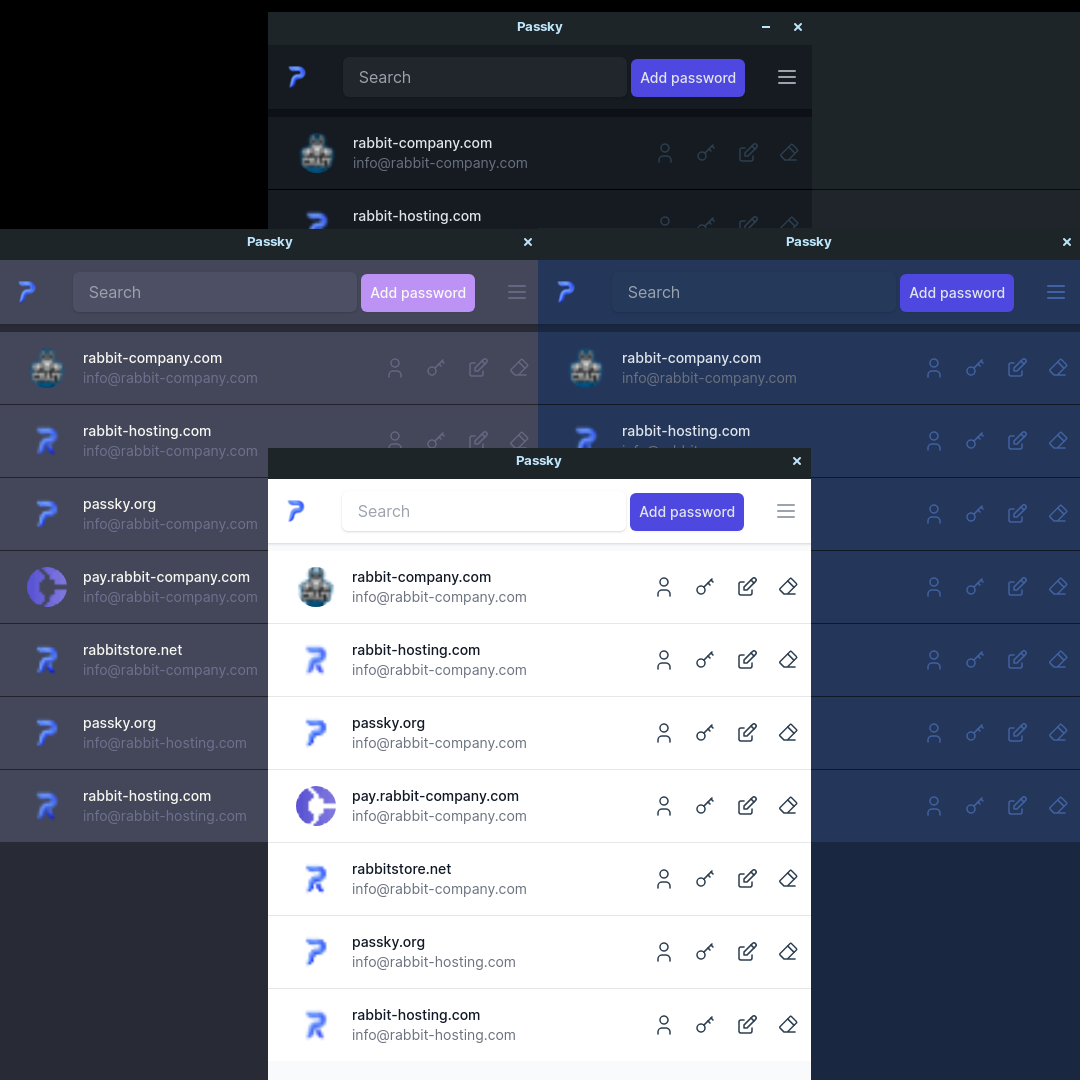 Passky
Search
Add password
CRAZY
rabbit-company.com
info@rabbit-company.com
rabbit-hosting.com
Passky
Search
Add password
CRAZY
rabbit-company.com
info@rabbit-company.com
rabbit-hosting.com
info@rabbit-company.com
passky.org
info@rabbit-company.com
pay.rabbit-company.com
info@rabbit-company.com
rabbitstore.net
info@rabbit-company.com
passky.org
info@rabbit-hosting.com
rabbit-hosting.com
info@rabbit-hosting.com
Passky
Search
Add password
CRAZY
rabbit-company.com
info@rabbit-company.com
rabbit-hosting.com
Passky
Search
Add password
CRAZY
rabbit-company.com
info@rabbit-company.com
rabbit-hosting.com
info@rabbit-company.com
passky.org
info@rabbit-company.com
pay.rabbit-company.com
info@rabbit-company.com
rabbitstore.net
info@rabbit-company.com
passky.org
info@rabbit-hosting.com
rabbit-hosting.com
info@rabbit-hosting.com